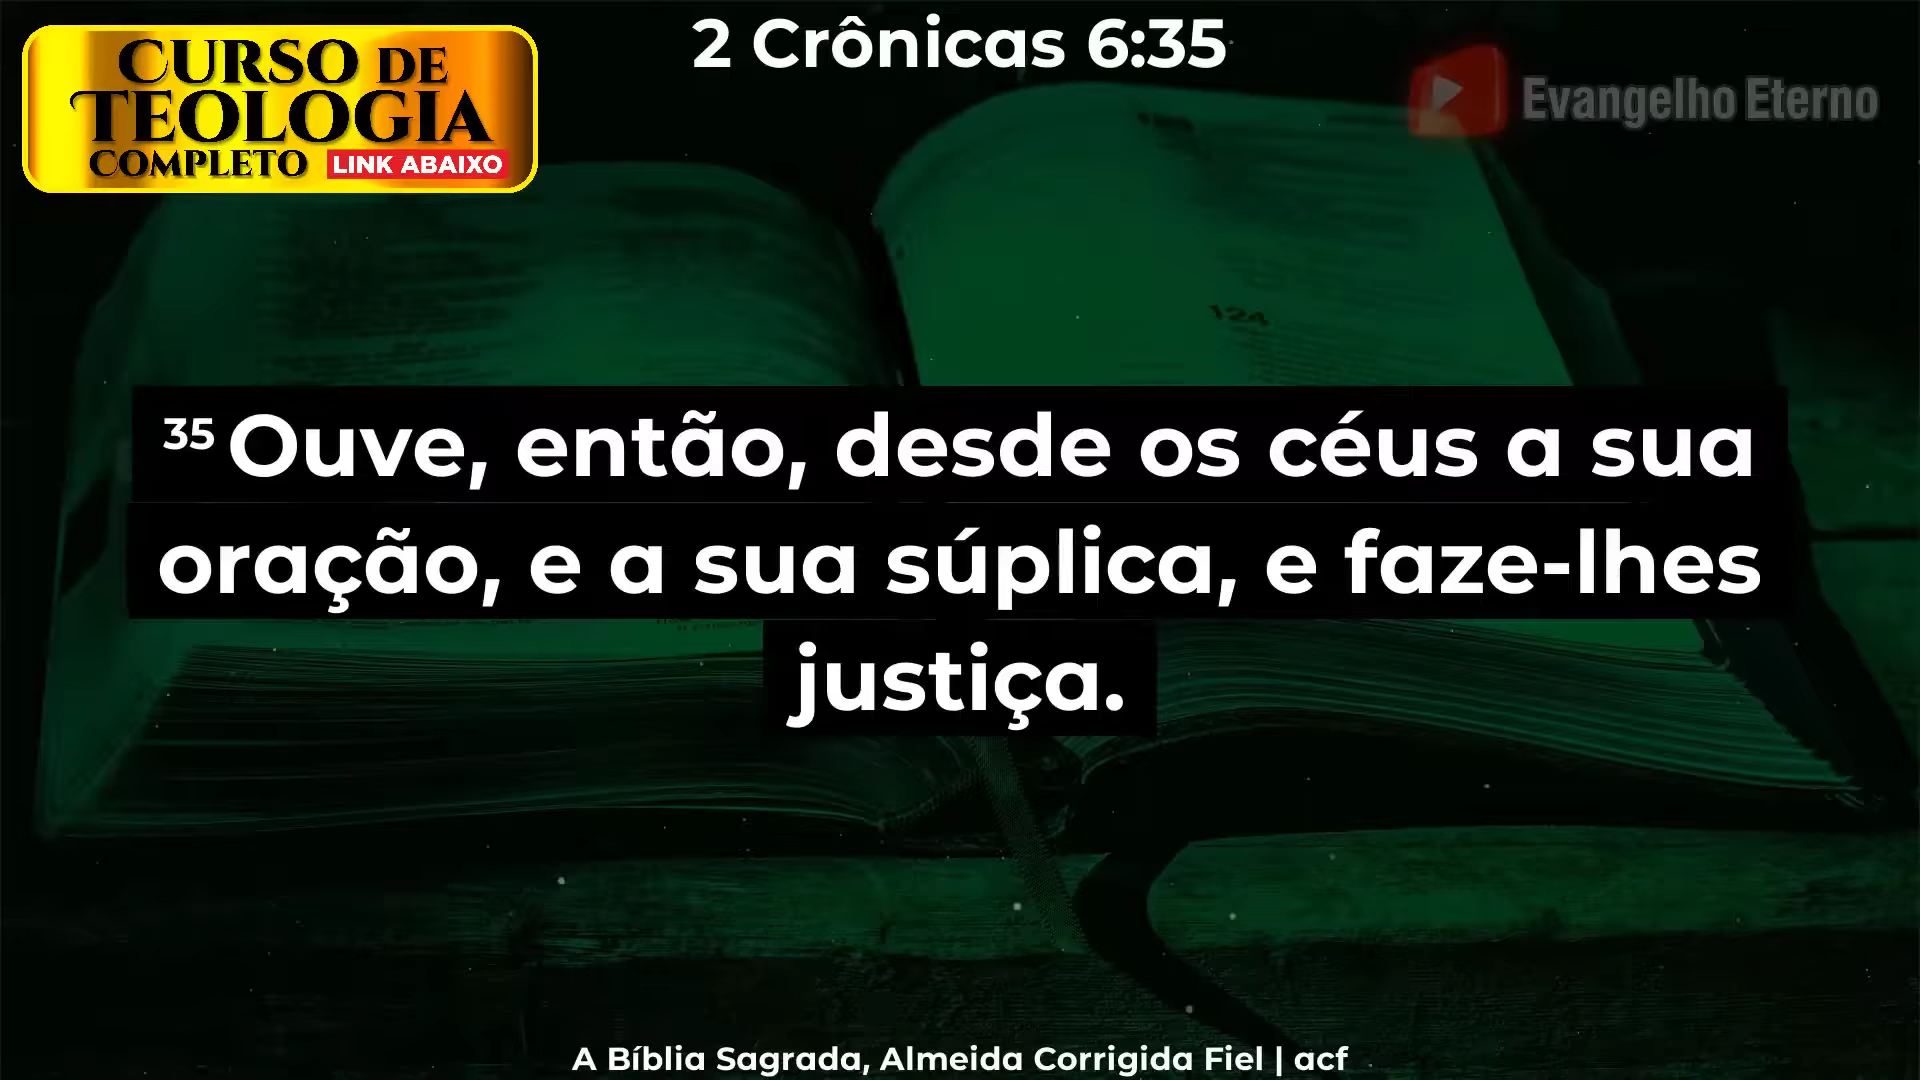 2 Crônicas 6:35
CURSO DE
TEOLOGIA
COMPLETO LINK ABAIXO
Evangelho Eterno
124
35 Ouve, então, desde os céus a sua
oração, e a sua súplica, e faze-lhes
justiça.
A Bíblia Sagrada, Almeida Corrigida Fiel | acf